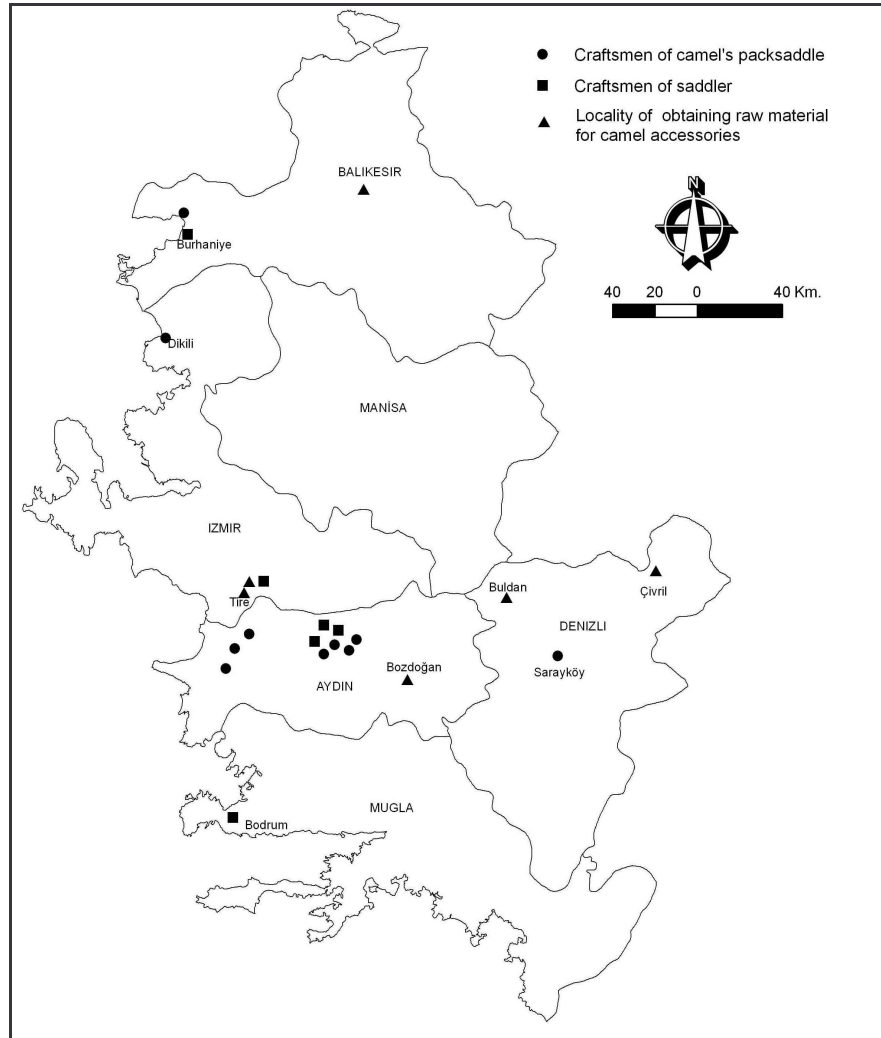 Craftsmen of camel's packsaddle
Craftsmen of saddler
Locality of obtaining raw material
for camel accessories
BALIKESIR
N
Burhaniye
40 20 0 40 Km.
Dikili
MANİSA
IZMIR
Buldan
Çivril
Tire
DENIZLI
Bozdoğan
Sarayköy
AYDIN
MUGLA
Bodrum